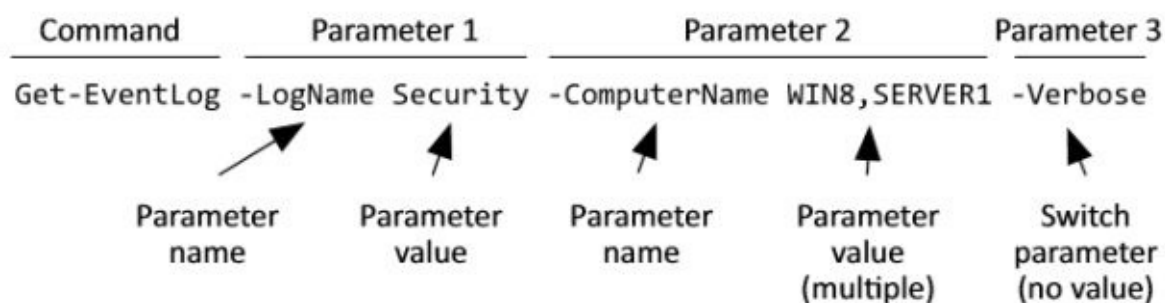 Command Parameter 1 Parameter 2 Parameter 3
Get-EventLog -LogName Security -ComputerName WIN8,SERVER1 -Verbose
Parameter name
Parameter value
Parameter name
Parameter value (multiple)
Switch parameter (no value)